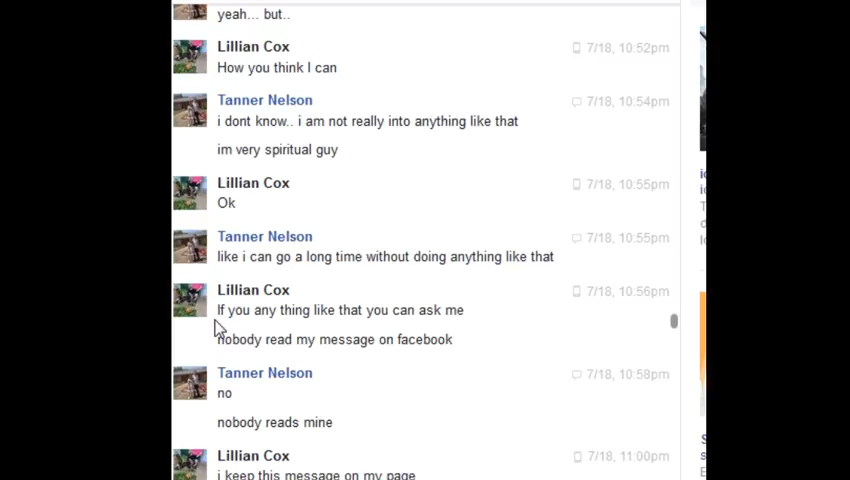 yeah... but..
Lillian Cox 7/18, 10:52pm
How you think I can
Tanner Nelson 7/18, 10:54pm
i dont know.. i am not really into anything like that
im very spiritual guy
Lillian Cox 7/18, 10:55pm
Ok
Tanner Nelson 7/18, 10:55pm
like i can go a long time without doing anything like that
Lillian Cox 7/18, 10:56pm
If you any thing like that you can ask me
nobody read my message on facebook
Tanner Nelson 7/18, 10:58pm
no
nobody reads mine
Lillian Cox 7/18, 11:00pm
i keep this message on my page